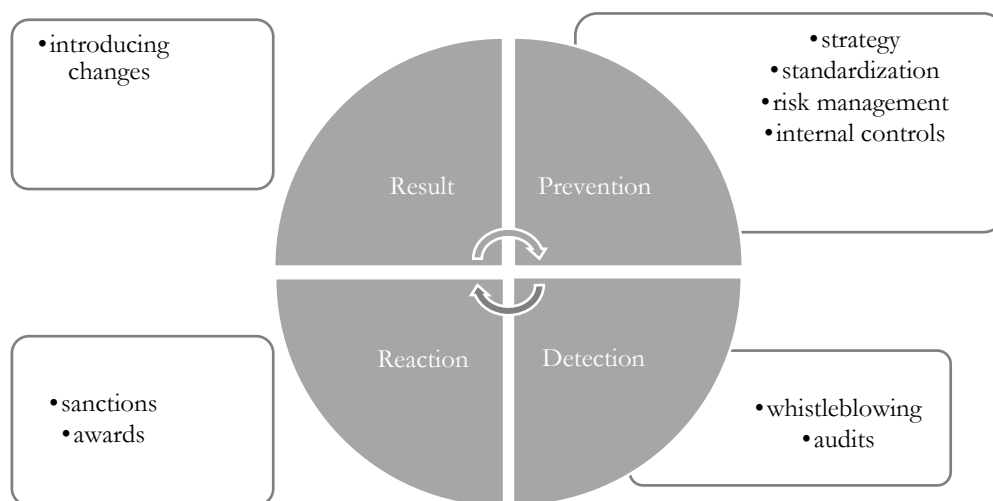 •introducing
changes
•strategy
•standardization
•risk management
•internal controls
Result
Prevention
Reaction
Detection
•sanctions
•awards
•whistleblowing
•audits